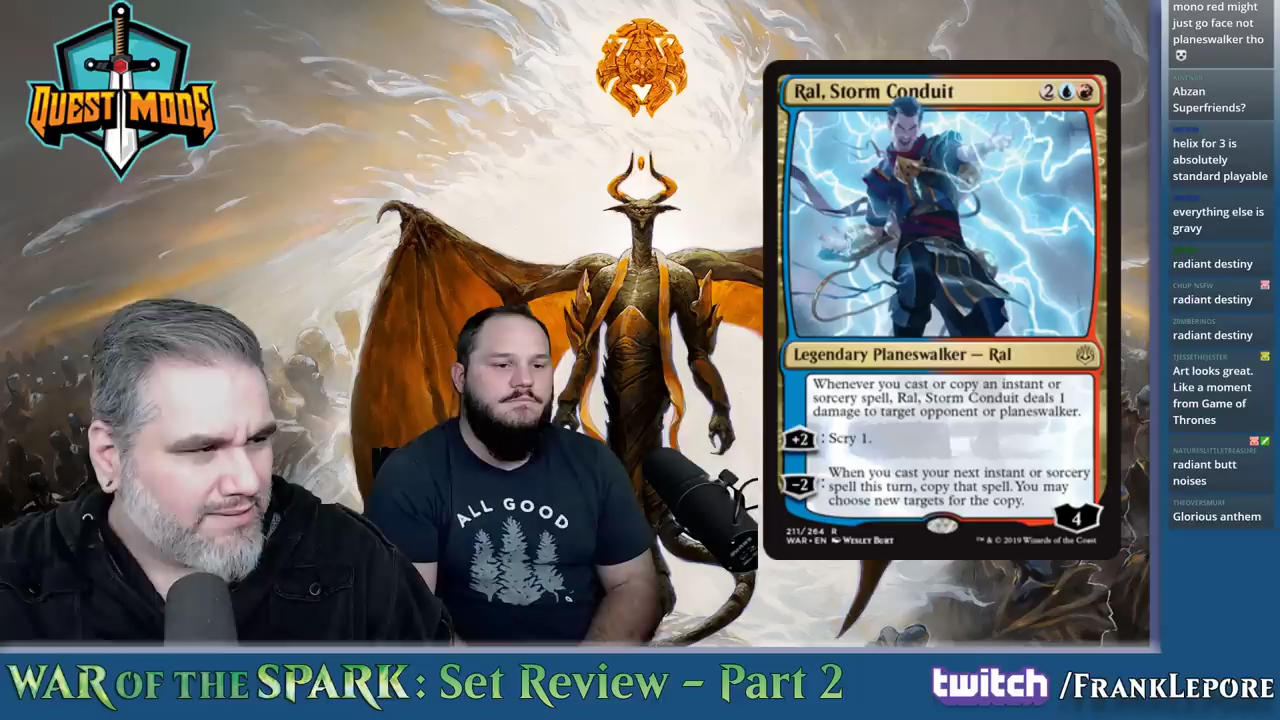 QUEST MODE
ALL GOOD
Ral, Storm Conduit
2
Legendary Planeswalker — Ral
Whenever you cast or copy an instant or
sorcery spell, Ral, Storm Conduit deals 1
damage to target opponent or planeswalker.
+2 : Scry 1.
When you cast your next instant or sorcery
−2 : spell this turn, copy that spell. You may
choose new targets for the copy.
4
211/264 R
WAR • EN Wesley Burt
™ & © 2019 Wizards of the Coast
mono red might
just go face not
planeswalker tho
Abzan
Superfriends?
helix for 3 is
absolutely
standard playable
everything else is
gravy
radiant destiny
CHUP NSFW
radiant destiny
radiant destiny
TJESSETHEJESTER
Art looks great.
Like a moment
from Game of
Thrones
NATURESLITTLETREASURE
radiant butt
noises
THEOVERSMUM
Glorious anthem
WAR OF THE SPARK: Set Review - Part 2
twitch /FRANKLEPORE